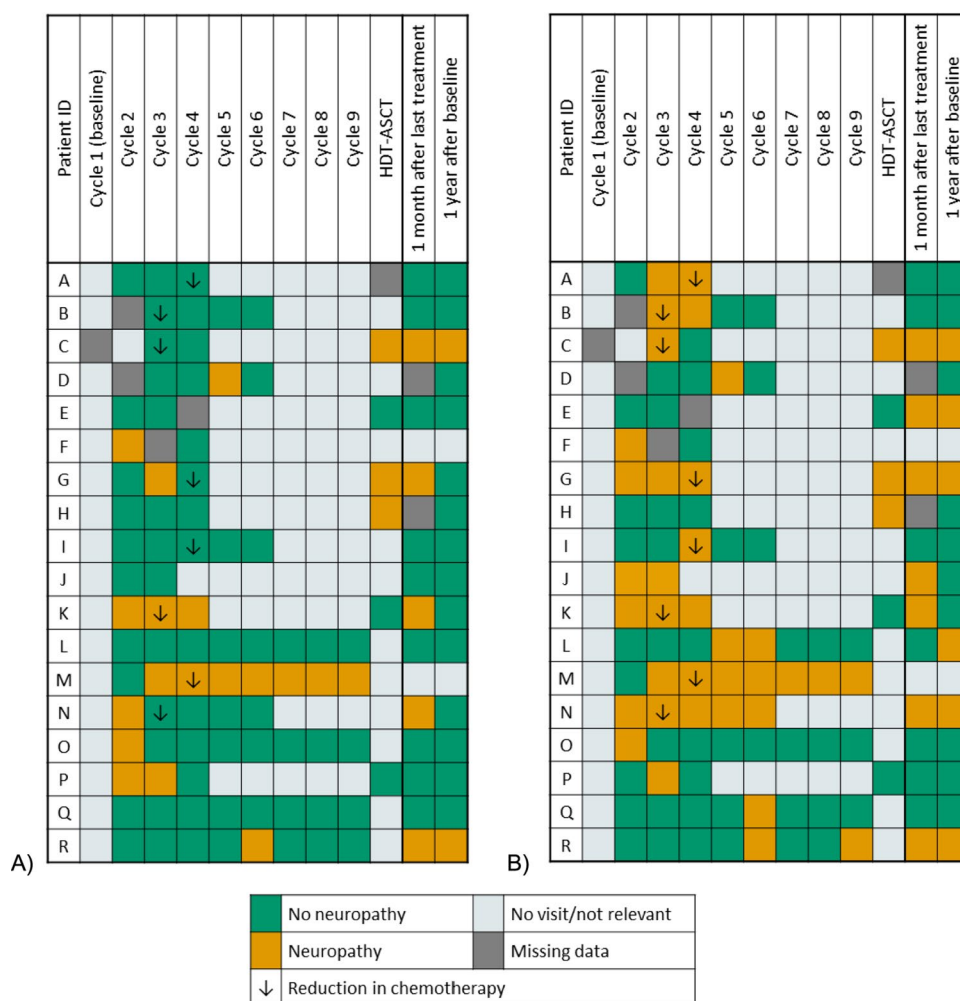 Patient ID
Cycle 1 (baseline)
Cycle 2
Cycle 3
Cycle 4
Cycle 5
Cycle 6
Cycle 7
Cycle 8
Cycle 9
HDT-ASCT
1 month after last treatment
1 year after baseline
A ↓
B ↓
C ↓
D
E
F
G ↓
H
I ↓
J
K ↓
L
M ↓
N ↓
O
P
Q
R
A)
Patient ID
Cycle 1 (baseline)
Cycle 2
Cycle 3
Cycle 4
Cycle 5
Cycle 6
Cycle 7
Cycle 8
Cycle 9
HDT-ASCT
1 month after last treatment
1 year after baseline
A ↓
B ↓
C ↓
D
E
F
G ↓
H
I ↓
J
K ↓
L
M ↓
N ↓
O
P
Q
R
B)
No neuropathy
No visit/not relevant
Neuropathy
Missing data
↓ Reduction in chemotherapy